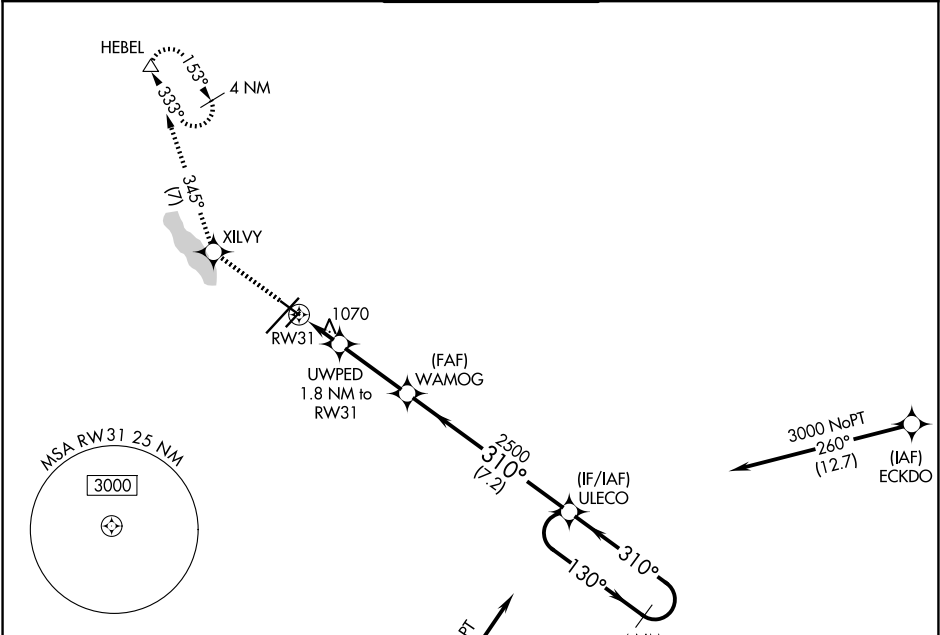 HEBEL
153°
4 NM
333°
345°
(7)
XILVY
1070
RW31
UWPED
1.8 NM to
RW31
(FAF)
WAMOG
2500
310°
(7.2)
(IF/IAF)
ULECO
3000 NoPT
260°
(12.7)
(IAF)
ECKDO
MSA RW31 25 NM
3000
310°
130°
PT